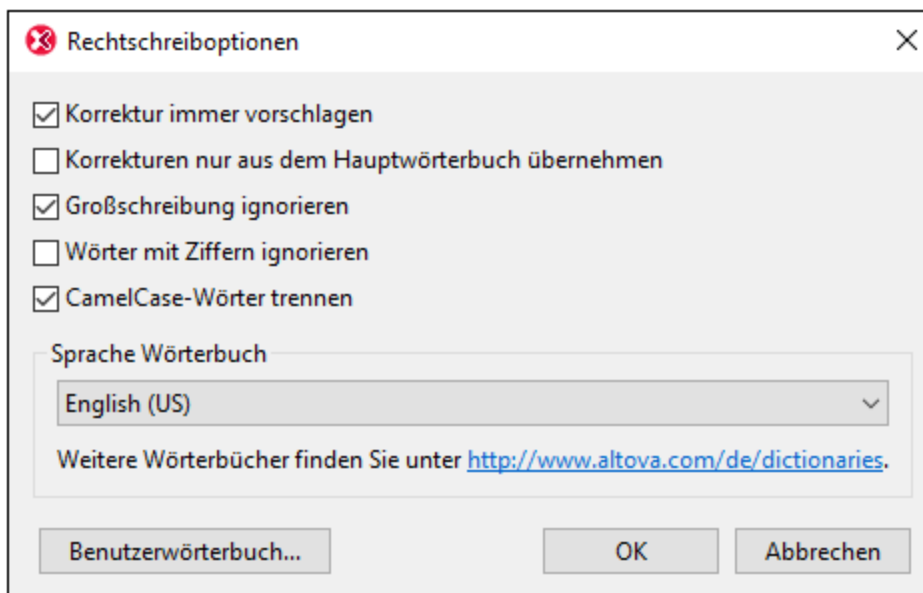 Rechtschreiboptionen
Korrektur immer vorschlagen
Korrekturen nur aus dem Hauptwörterbuch übernehmen
Großschreibung ignorieren
Wörter mit Ziffern ignorieren
CamelCase-Wörter trennen
Sprache Wörterbuch
English (US)
Weitere Wörterbücher finden Sie unter http://www.altova.com/de/dictionaries.
Benutzerwörterbuch... OK Abbrechen